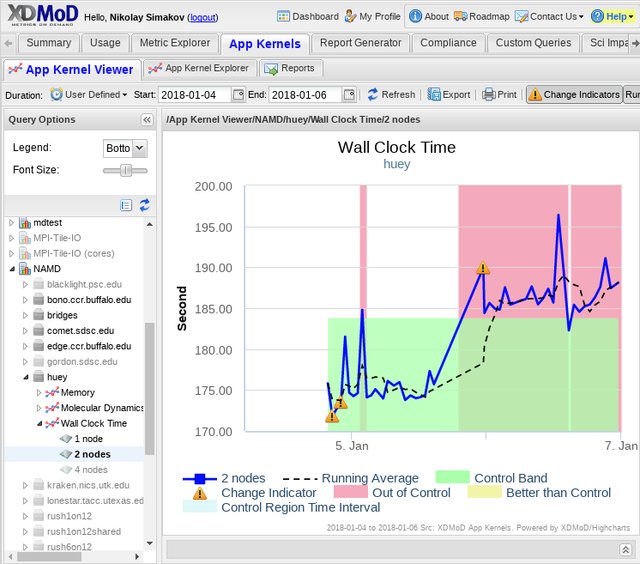 XDMoD
METRICS ON DEMAND
Hello, Nikolay Simakov (logout)
Dashboard My Profile About Roadmap Contact Us Help
Summary Usage Metric Explorer App Kernels Report Generator Compliance Custom Queries Sci Impa
App Kernel Viewer App Kernel Explorer Reports
Duration: User Defined Start: 2018-01-04 End: 2018-01-06 Refresh Export Print Change Indicators Run
Query Options
/App Kernel Viewer/NAMD/huey/Wall Clock Time/2 nodes
Legend: Botto
Font Size:
mdtest
MPI-Tile-IO
MPI-Tile-IO (cores)
NAMD
blacklight.psc.edu
bono.ccr.buffalo.edu
bridges
comet.sdsc.edu
edge.ccr.buffalo.edu
gordon.sdsc.edu
huey
Memory
Molecular Dynamics
Wall Clock Time
1 node
2 nodes
4 nodes
kraken.nics.utk.edu
lonestar.tacc.utexas.ed
rush1on12
rush1on12shared
rush6on12
Wall Clock Time
huey
Second
200.00
195.00
190.00
185.00
180.00
175.00
170.00
5. Jan
7. Jan
2 nodes Running Average Control Band
Change Indicator Out of Control Better than Control
Control Region Time Interval
2018-01-04 to 2018-01-06 Src: XDMoD App Kernels. Powered by XDMoD/Highcharts